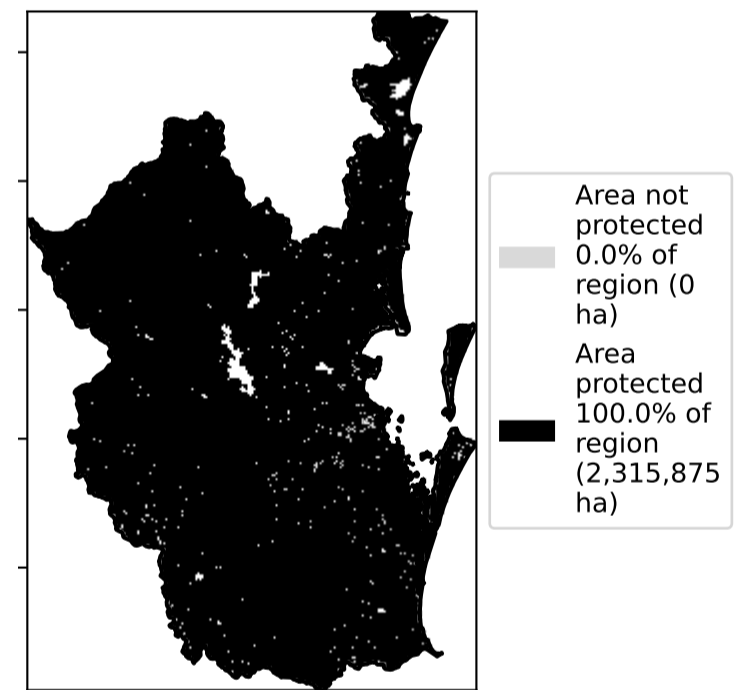 Area not
protected
0.0% of
region (0
ha)
Area
protected
100.0% of
region
(2,315,875
ha)